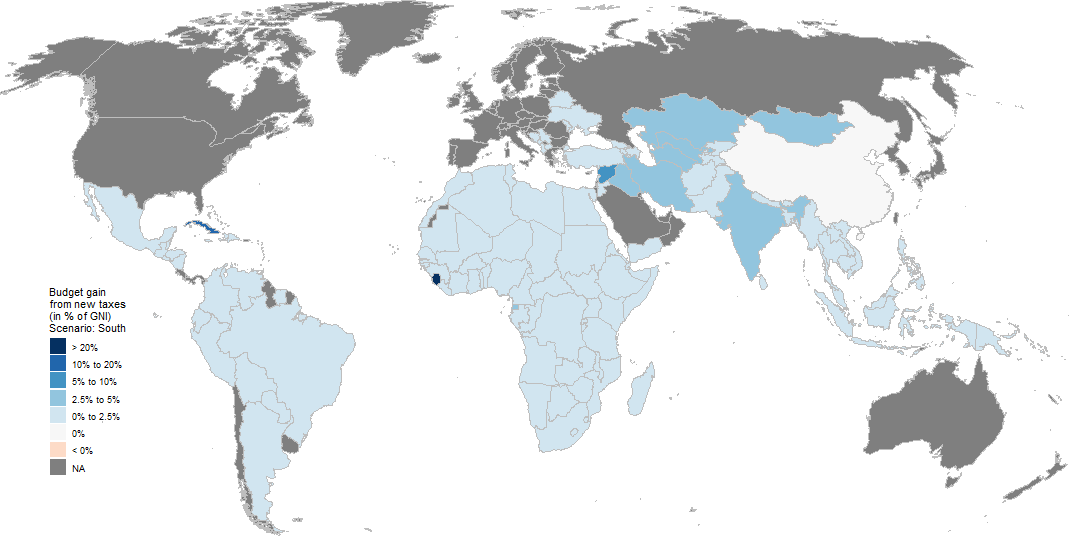 Budget gain
from new taxes
(in % of GNI)
Scenario: South
> 20%
10% to 20%
5% to 10%
2.5% to 5%
0% to 2.5%
0%
< 0%
NA